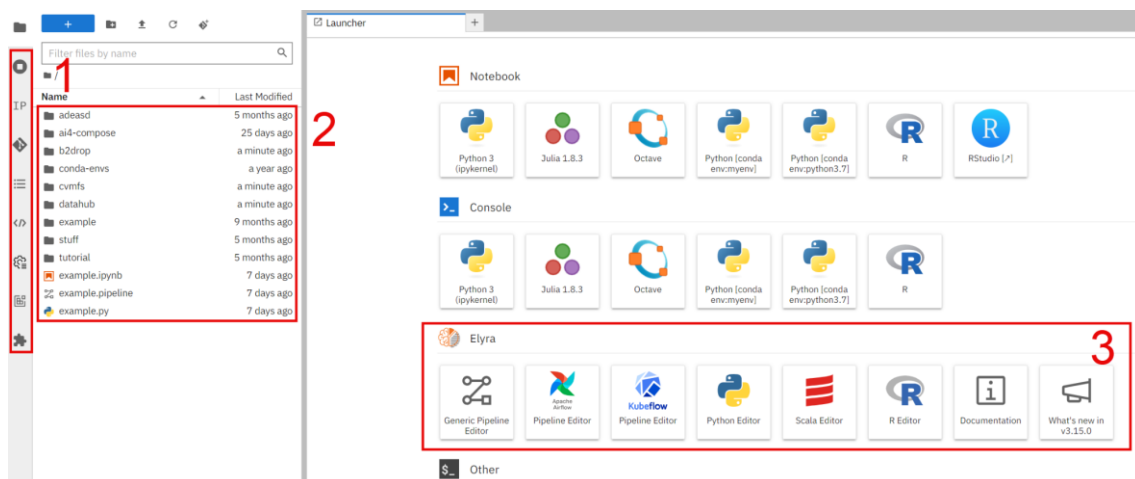 Launcher
+
+
Filter files by name
1
/
Name
Last Modified
adeasd
5 months ago
ai4-compose
25 days ago
b2drop
a minute ago
conda-envs
a year ago
cvmfs
a minute ago
datahub
a minute ago
example
9 months ago
stuff
5 months ago
tutorial
5 months ago
example.ipynb
7 days ago
example.pipeline
7 days ago
example.py
7 days ago
IP
</>
2
Notebook
Python 3
(ipykernel)
Julia 1.8.3
Octave
Python [conda
env:myenv]
Python [conda
env:python3.7]
R
R
R
RStudio [↗]
>_ Console
Python 3
(ipykernel)
Julia 1.8.3
Octave
Python [conda
env:myenv]
Python [conda
env:python3.7]
R
R
Elyra
3
Generic Pipeline
Editor
Apache
Airflow
Pipeline Editor
Kubeflow
Pipeline Editor
Python Editor
Scala Editor
R
R Editor
i
Documentation
What's new in
v3.15.0
$_ Other